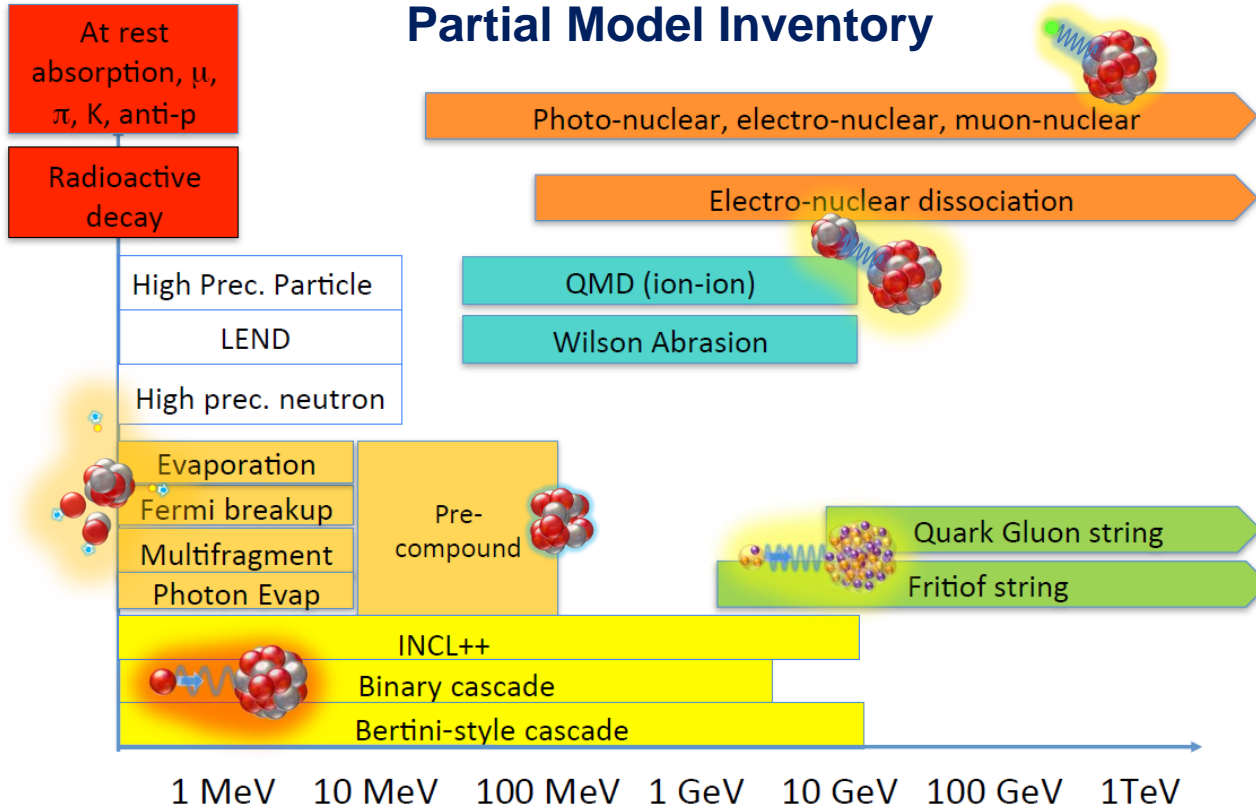 Partial Model Inventory
At rest
absorption, μ,
π, K, anti-p
Photo-nuclear, electro-nuclear, muon-nuclear
Radioactive
decay
Electro-nuclear dissociation
High Prec. Particle
QMD (ion-ion)
LEND
Wilson Abrasion
High prec. neutron
Evaporation
Fermi breakup
Multifragment
Photon Evap
Pre-
compound
Quark Gluon string
Fritiof string
INCL++
Binary cascade
Bertini-style cascade
1 MeV 10 MeV 100 MeV 1 GeV 10 GeV 100 GeV 1TeV